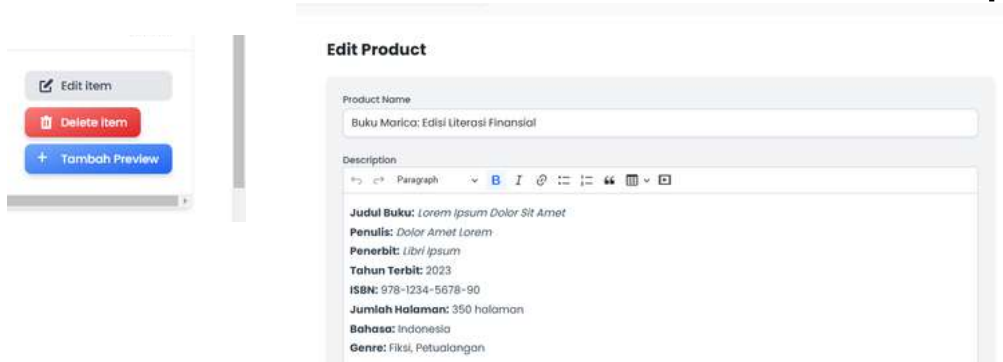 Edit item
Delete item
Tambah Preview
Edit Product
Product Name
Buku Marica: Edisi Literasi Finansial
Description
Paragraph
B I
Judul Buku: Lorem Ipsum Dolor Sit Amet
Penulis: Dolor Amet Lorem
Penerbit: Libri Ipsum
Tahun Terbit: 2023
ISBN: 978-1234-5678-90
Jumlah Halaman: 350 halaman
Bahasa: Indonesia
Genre: Fiksi, Petualangan